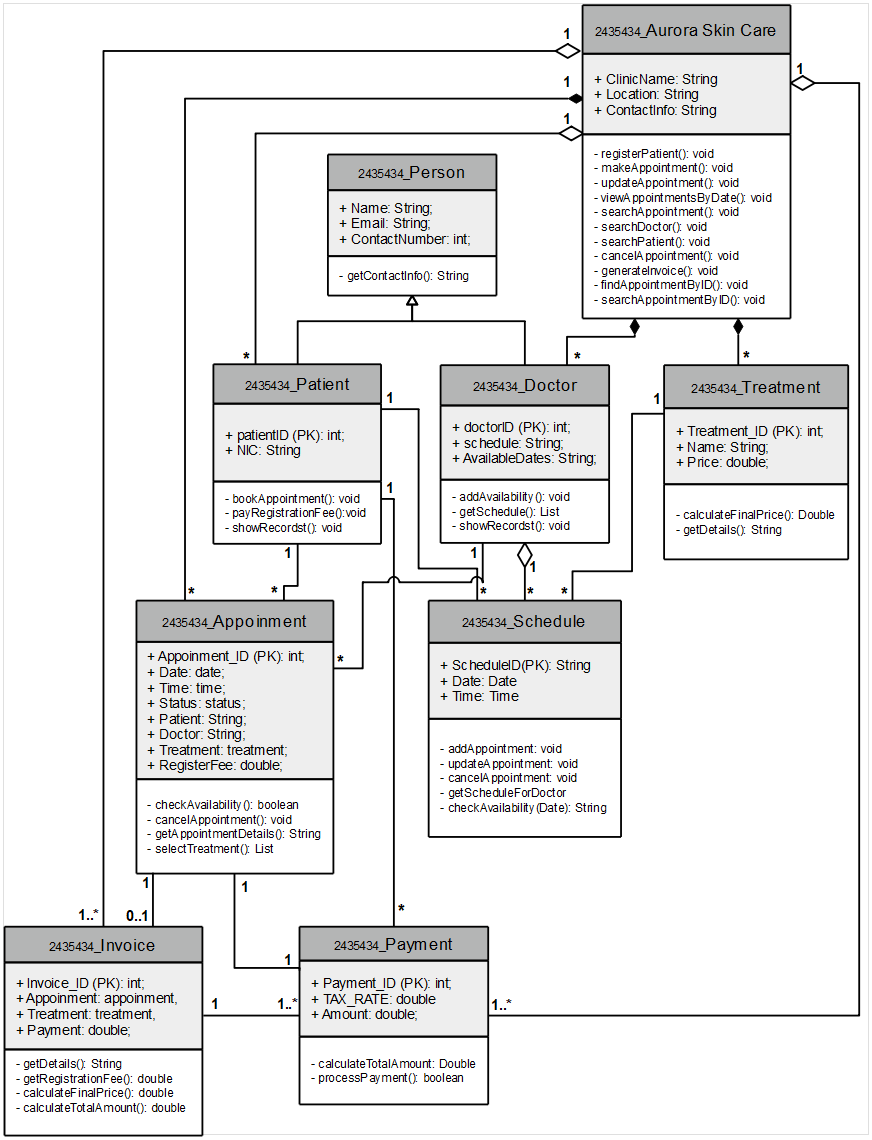 2435434_Aurora Skin Care
+ ClinicName: String
+ Location: String
+ ContactInfo: String
- registerPatient(): void
- makeAppointment(): void
- updateAppointment(): void
- viewAppointmentsByDate(): void
- searchAppointment(): void
- searchDoctor(): void
- searchPatient(): void
- cancelAppointment(): void
- generateInvoice(): void
- findAppointmentByID(): void
- searchAppointmentByID(): void
1
1
1
1
2435434_Person
+ Name: String;
+ Email: String;
+ ContactNumber: int;
- getContactInfo(): String
*
*
*
2435434_Patient
+ patientID (PK): int;
+ NIC: String
- bookAppointment(): void
- payRegistrationFee():void
- showRecordst(): void
1
1
1
2435434_Doctor
+ doctorID (PK): int;
+ schedule: String;
+ AvailableDates: String;
- addAvailability(): void
- getSchedule(): List
- showRecordst(): void
1
1
2435434_Treatment
+ Treatment_ID (PK): int;
+ Name: String;
+ Price: double;
- calculateFinalPrice(): Double
- getDetails(): String
1
*
*
*
*
*
*
2435434_Appoinment
+ Appoinment_ID (PK): int;
+ Date: date;
+ Time: time;
+ Status: status;
+ Patient: String;
+ Doctor: String;
+ Treatment: treatment;
+ RegisterFee: double;
- checkAvailability(): boolean
- cancelAppointment(): void
- getAppointmentDetails(): String
- selectTreatment(): List
2435434_Schedule
+ ScheduleID(PK): String
+ Date: Date
+ Time: Time
- addAppointment: void
- updateAppointment: void
- cancelAppointment: void
- getScheduleForDoctor
- checkAvailability(Date): String
1
1
1..*
0..1
*
2435434_Invoice
+ Invoice_ID (PK): int;
+ Appoinment: appoinment,
+ Treatment: treatment,
+ Payment: double;
- getDetails(): String
- getRegistrationFee(): double
- calculateFinalPrice(): double
- calculateTotalAmount(): double
1
1
1..*
2435434_Payment
+ Payment_ID (PK): int;
+ TAX_RATE: double
+ Amount: double;
- calculateTotalAmount: Double
- processPayment(): boolean
1..*